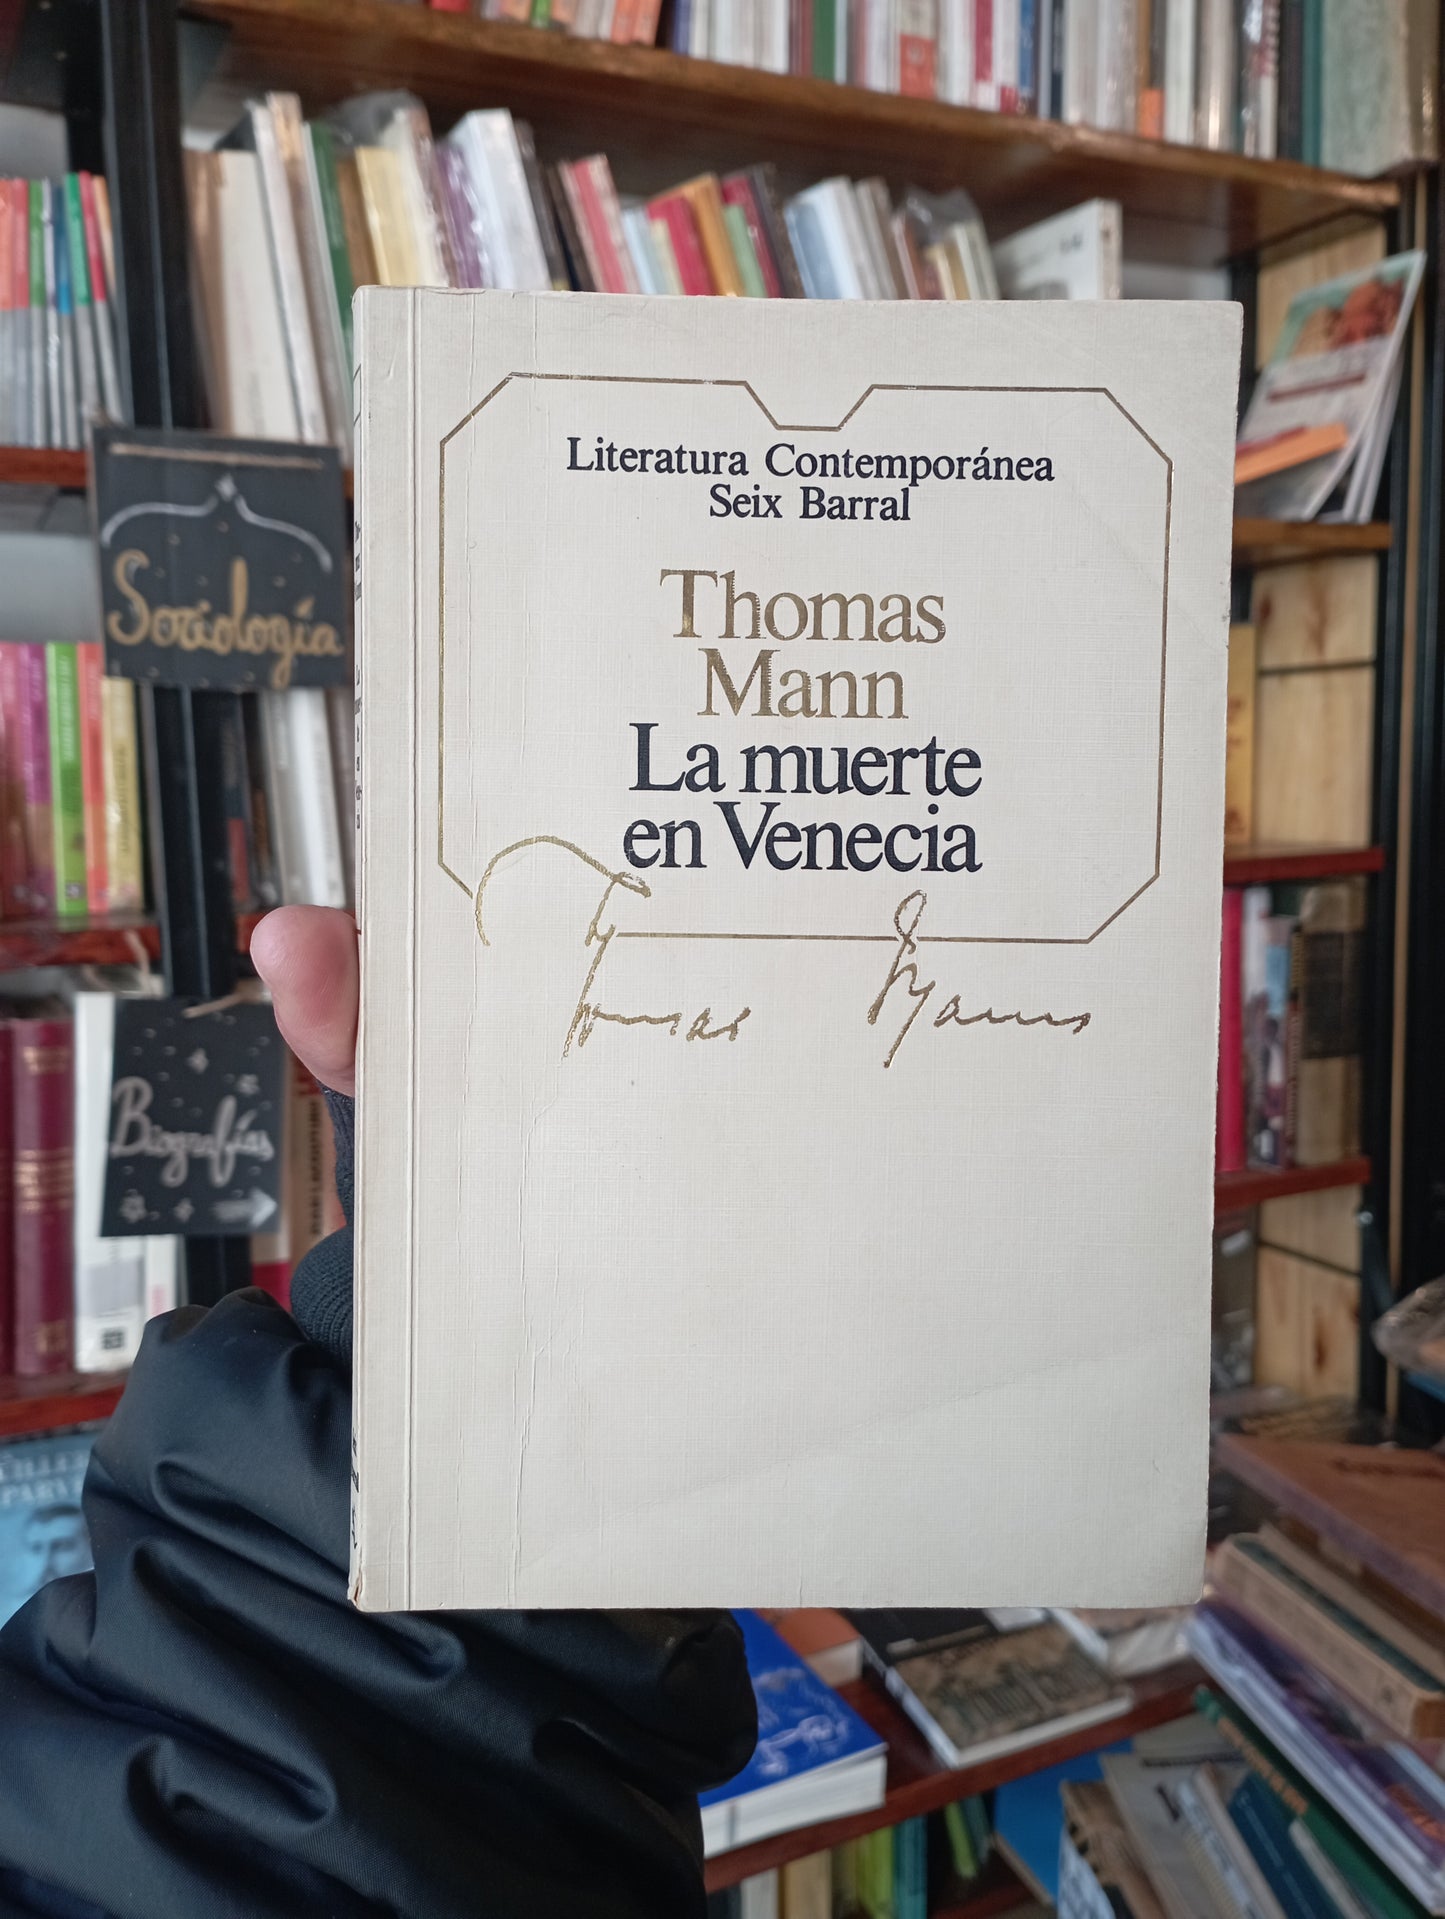 Literatura Contemporánea
Seix Barral
Thomas
Mann
La muerte
en Venecia
Thomas Mann
Sociología
Biografías